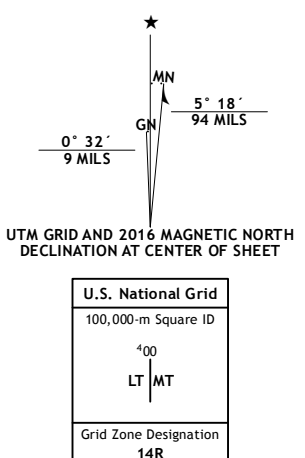 ★
MN
GN
5° 18´
94 MILS
0° 32´
9 MILS
UTM GRID AND 2016 MAGNETIC NORTH
DECLINATION AT CENTER OF SHEET
U.S. National Grid
100,000-m Square ID
⁴00
LT MT
Grid Zone Designation
14R